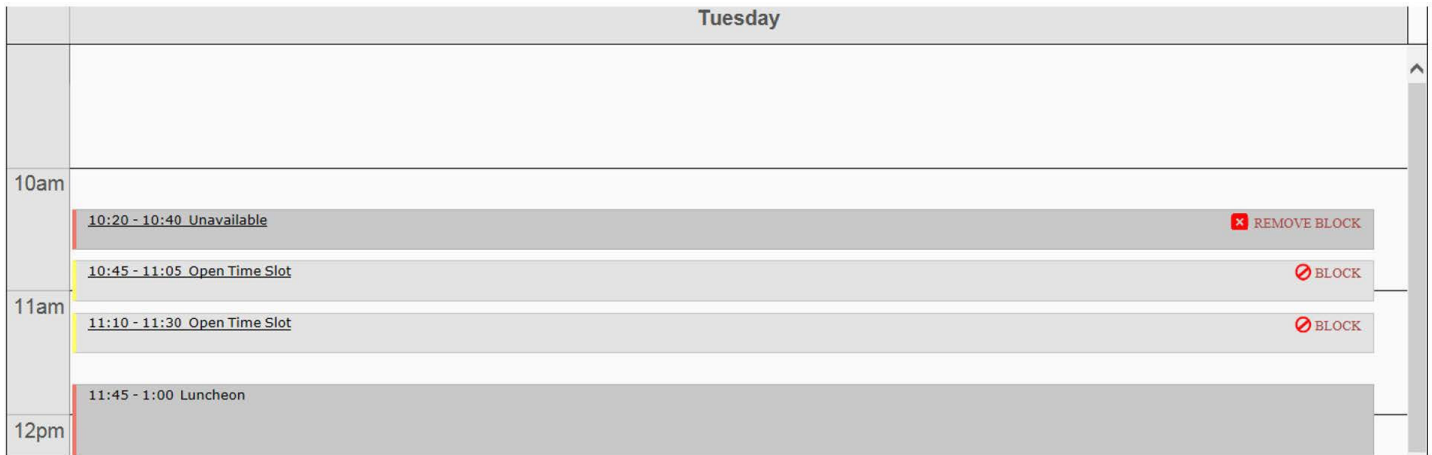 Tuesday
10am
10:20 - 10:40 Unavailable REMOVE BLOCK
10:45 - 11:05 Open Time Slot BLOCK
11am
11:10 - 11:30 Open Time Slot BLOCK
11:45 - 1:00 Luncheon
12pm